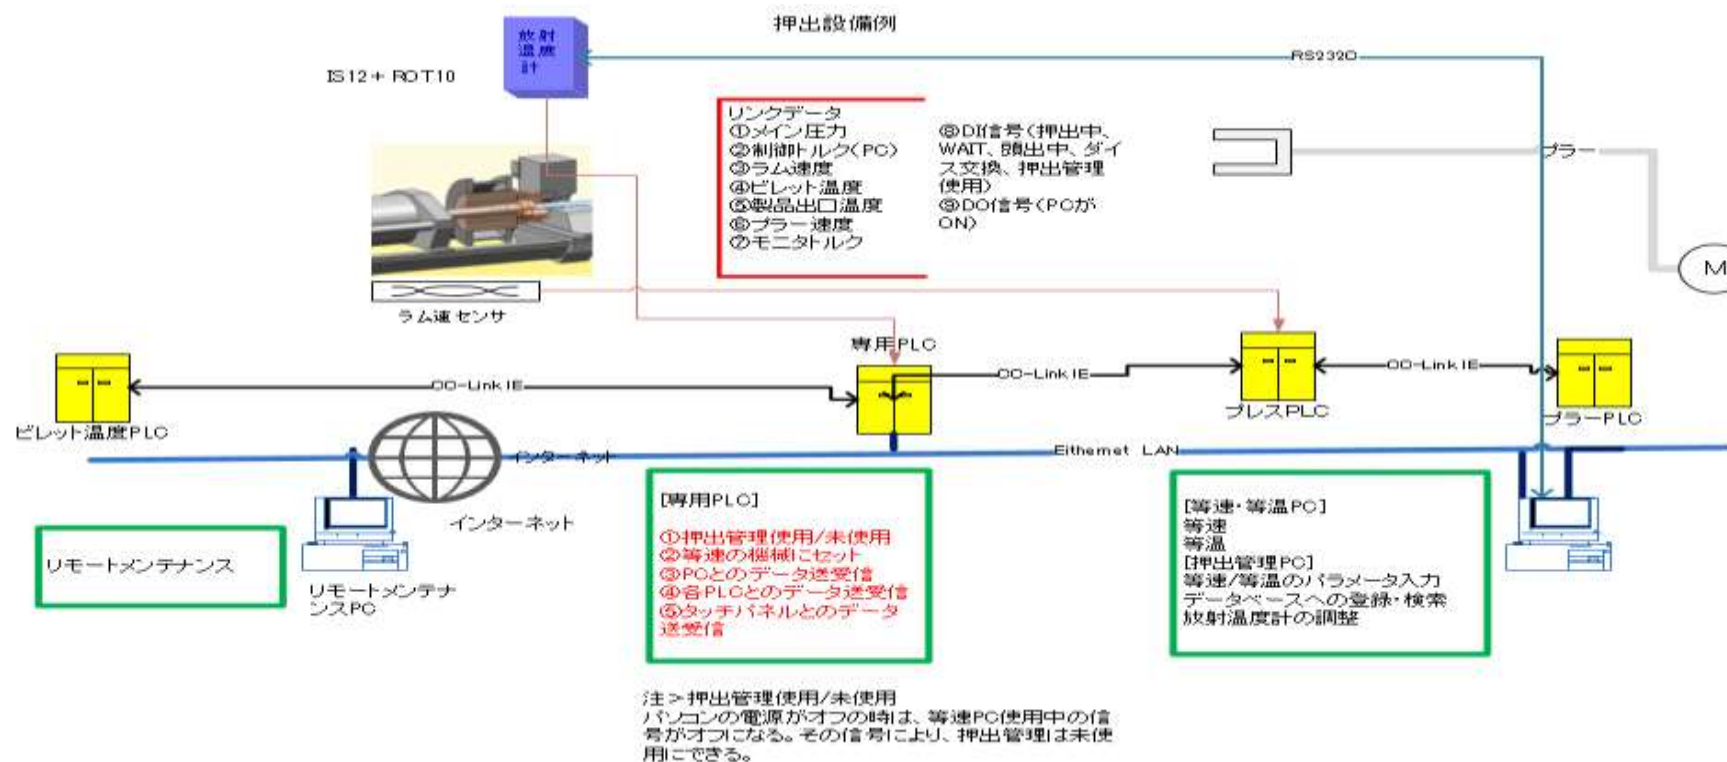 押出設備例
放射
温度
計
RS232C
IS12+ ROT10
リンクデータ
①メイン圧力
②制御トルク(PC)
③ラム速度
④ビレット温度
⑤製品出口温度
⑥プラー速度
⑦モニタトルク
⑧DI信号(押出中、
WAIT、頭出中、ダイ
ス交換、押出管理
使用)
⑨DO信号(PCが
ON)
プラー
M
ラム速センサ
専用PLC
CC-Link IE
CC-Link IE
CC-Link IE
ビレット温度PLC
プレスPLC
プラーPLC
インターネット
Eithernet LAN
インターネット
リモートメンテナンス
リモートメンテナ
ンスPC
[専用PLC]
①押出管理使用/未使用
②等速の機械にセット
③PCとのデータ送受信
④各PLCとのデータ送受信
⑤タッチパネルとのデータ
送受信
[等速・等温PC]
等速
等温
[押出管理PC]
等速/等温のパラメータ入力
データベースへの登録・検索
放射温度計の調整
注>押出管理使用/未使用
パソコンの電源がオフの時は、等速PC使用中の信
号がオフになる。その信号により、押出管理は未使
用にできる。